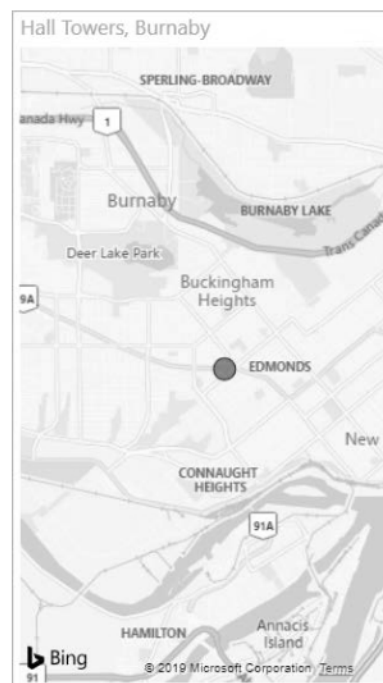 Hall Towers, Burnaby
SPERLING-BROADWAY
anada Hwy
1
Burnaby
BURNABY LAKE
Trans Canad
Deer Lake Park
Buckingham
Heights
9A
EDMONDS
New
CONNAUGHT
HEIGHTS
91A
Annacis
Island
HAMILTON
Bing
© 2019 Microsoft Corporation Terms
91